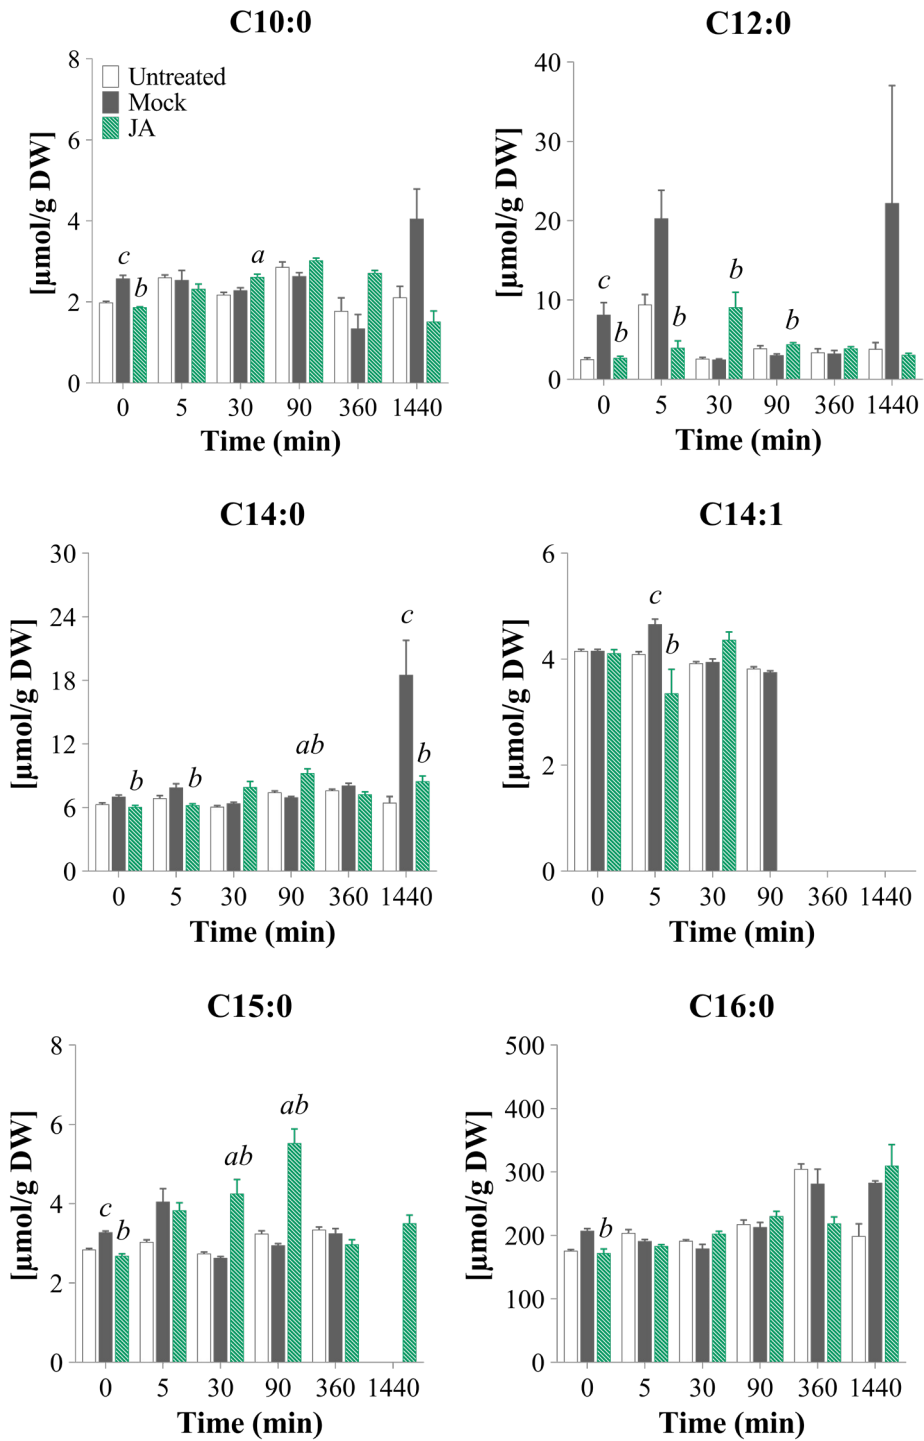 C10:0
8
6
4
2
0
[µmol/g DW]
Untreated
Mock
JA
c
b
a
0 5 30 90 360 1440
Time (min)
C12:0
40
30
20
10
0
[µmol/g DW]
c
b
b
b
b
0 5 30 90 360 1440
Time (min)
C14:0
30
24
18
12
6
0
[µmol/g DW]
b
b
ab
c
b
0 5 30 90 360 1440
Time (min)
C14:1
6
4
2
0
[µmol/g DW]
c
b
0 5 30 90 360 1440
Time (min)
C15:0
8
6
4
2
0
[µmol/g DW]
c
b
ab
ab
0 5 30 90 360 1440
Time (min)
C16:0
500
400
300
200
100
0
[µmol/g DW]
b
0 5 30 90 360 1440
Time (min)